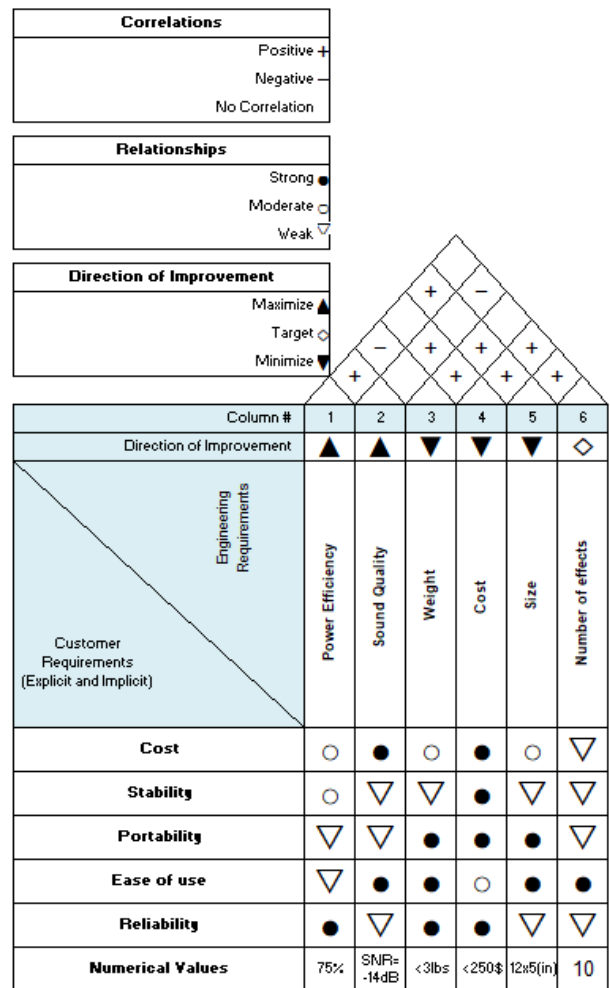 Correlations
Positive +
Negative −
No Correlation
Relationships
Strong ●
Moderate ○
Weak ▽
Direction of Improvement
Maximize ▲
Target ◇
Minimize ▼
+ −
− + + +
+ + + +
Column # 1 2 3 4 5 6
Direction of Improvement ▲ ▲ ▼ ▼ ▼ ◇
Engineering
Requirements
Customer
Requirements
(Explicit and Implicit)
Power Efficiency
Sound Quality
Weight
Cost
Size
Number of effects
Cost ○ ● ○ ● ○ ▽
Stability ○ ▽ ▽ ● ▽ ▽
Portability ▽ ▽ ● ● ● ▽
Ease of use ▽ ● ● ○ ● ●
Reliability ● ▽ ● ● ▽ ▽
Numerical Values 75% SNR= -14dB <3lbs <250$ 12x5(in) 10